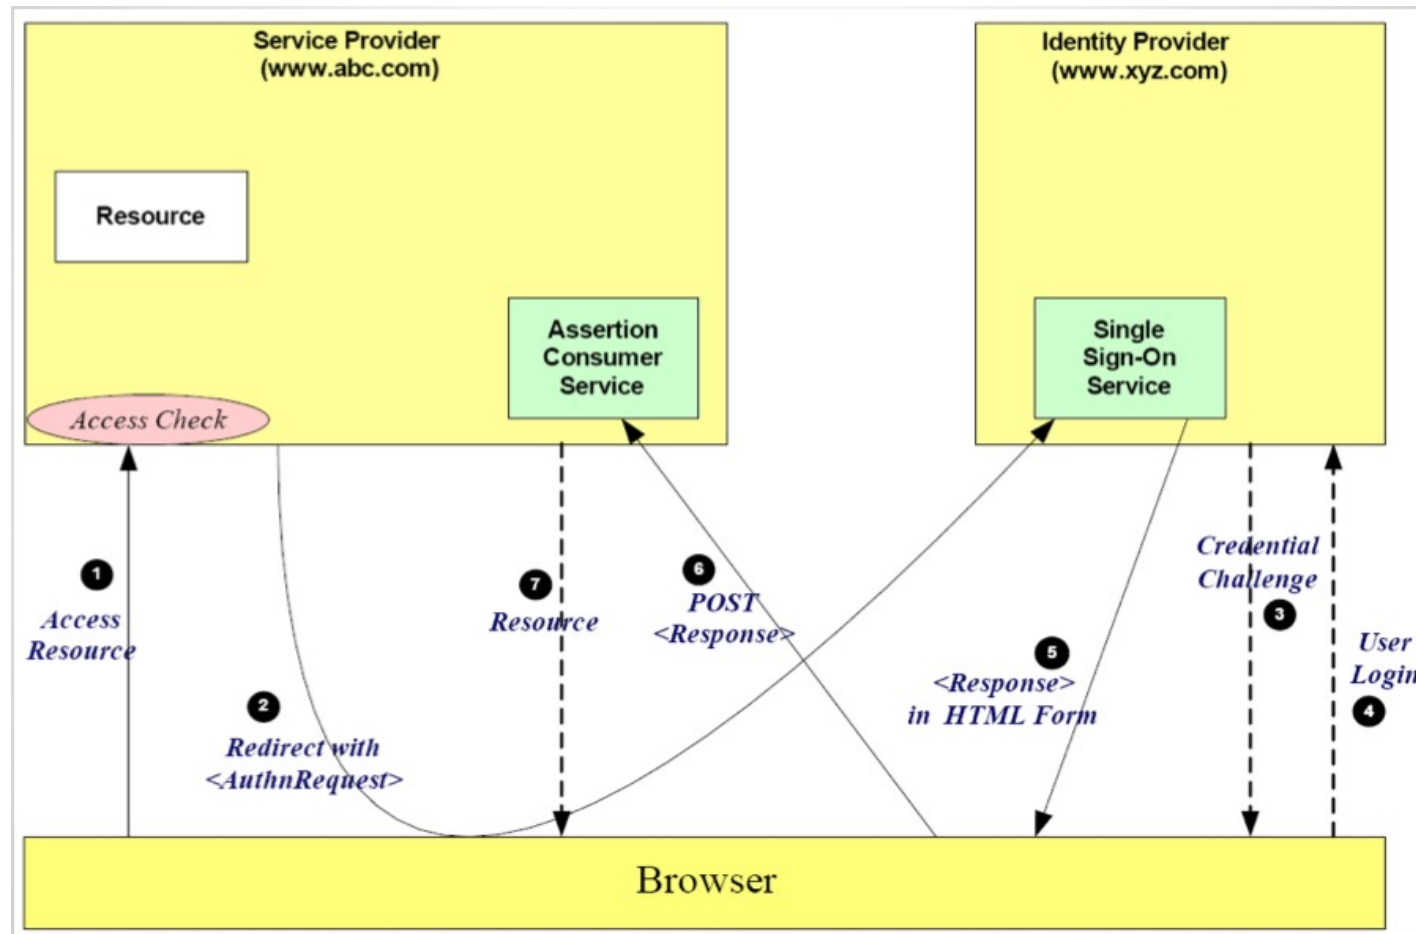 Service Provider
(www.abc.com)
Identity Provider
(www.xyz.com)
Resource
Assertion
Consumer
Service
Single
Sign-On
Service
Access Check
1
Access
Resource
2
Redirect with
<AuthnRequest>
7
Resource
6
POST
<Response>
5
<Response>
in HTML Form
Credential
Challenge
3
User
Login
4
Browser